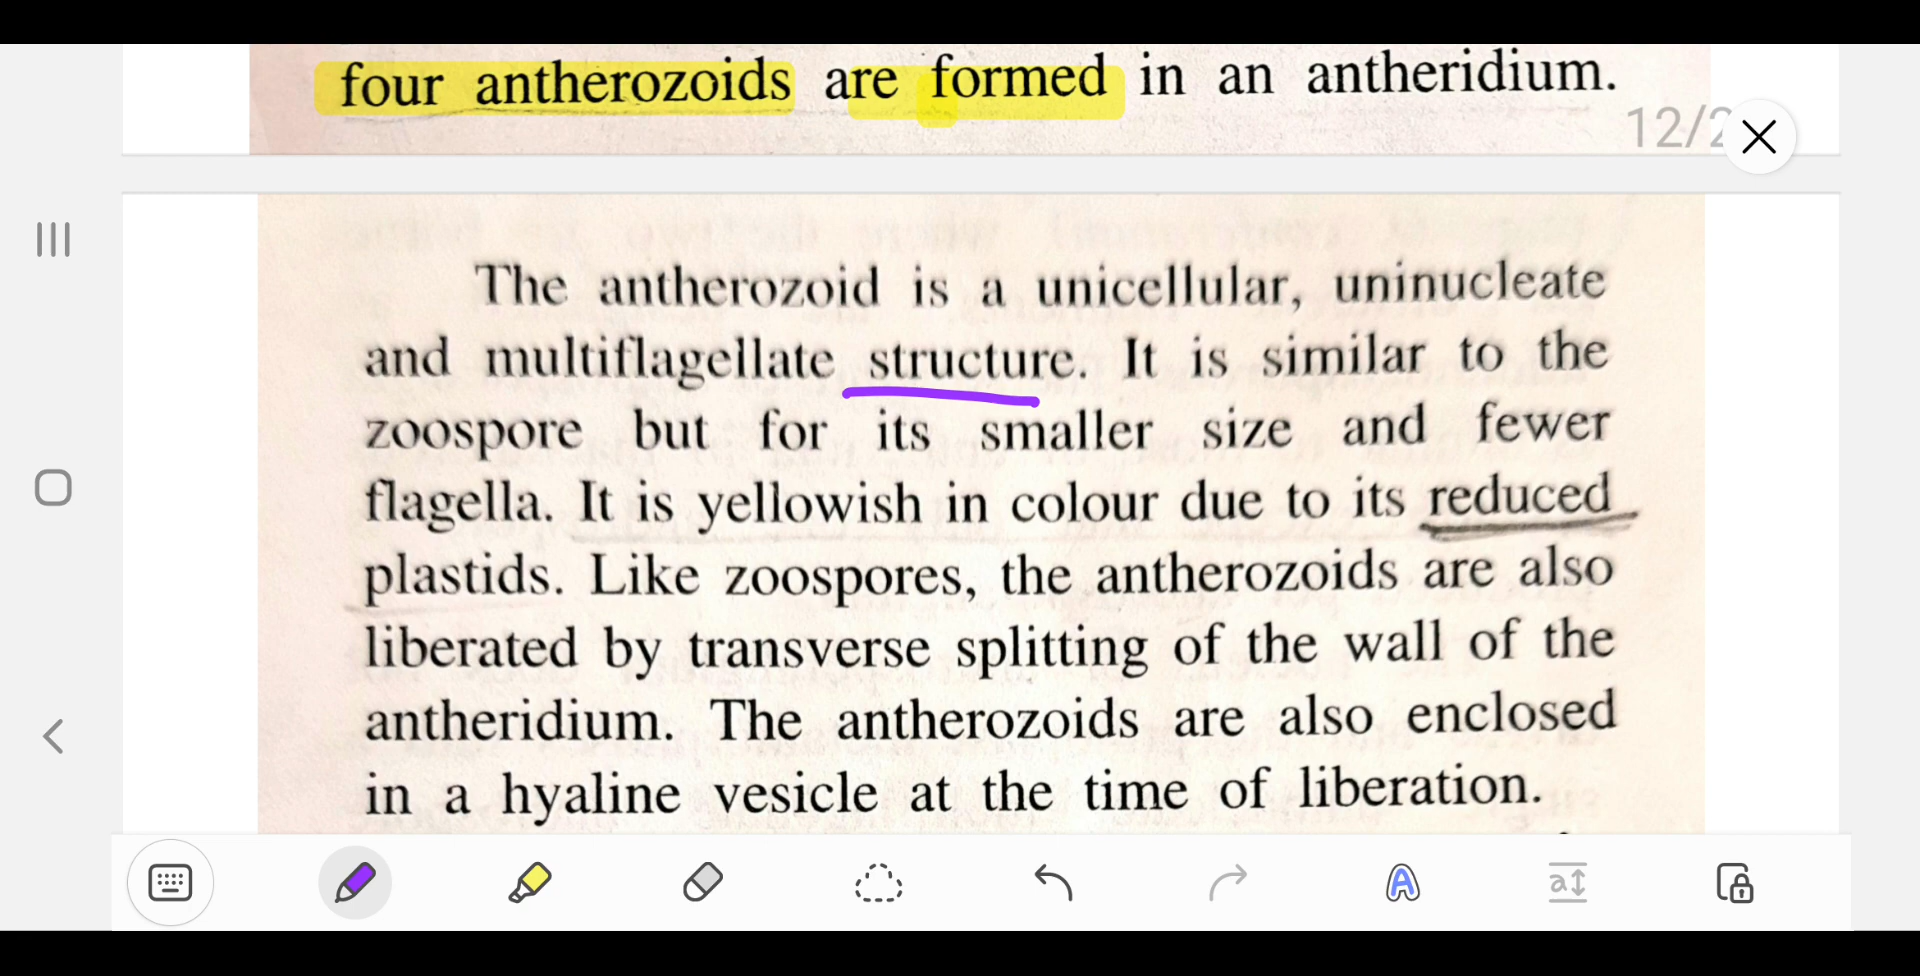 four antherozoids are formed in an antheridium.
12/2
The antherozoid is a unicellular, uninucleate
and multiflagellate structure. It is similar to the
zoospore but for its smaller size and fewer
flagella. It is yellowish in colour due to its reduced
plastids. Like zoospores, the antherozoids are also
liberated by transverse splitting of the wall of the
antheridium. The antherozoids are also enclosed
in a hyaline vesicle at the time of liberation.